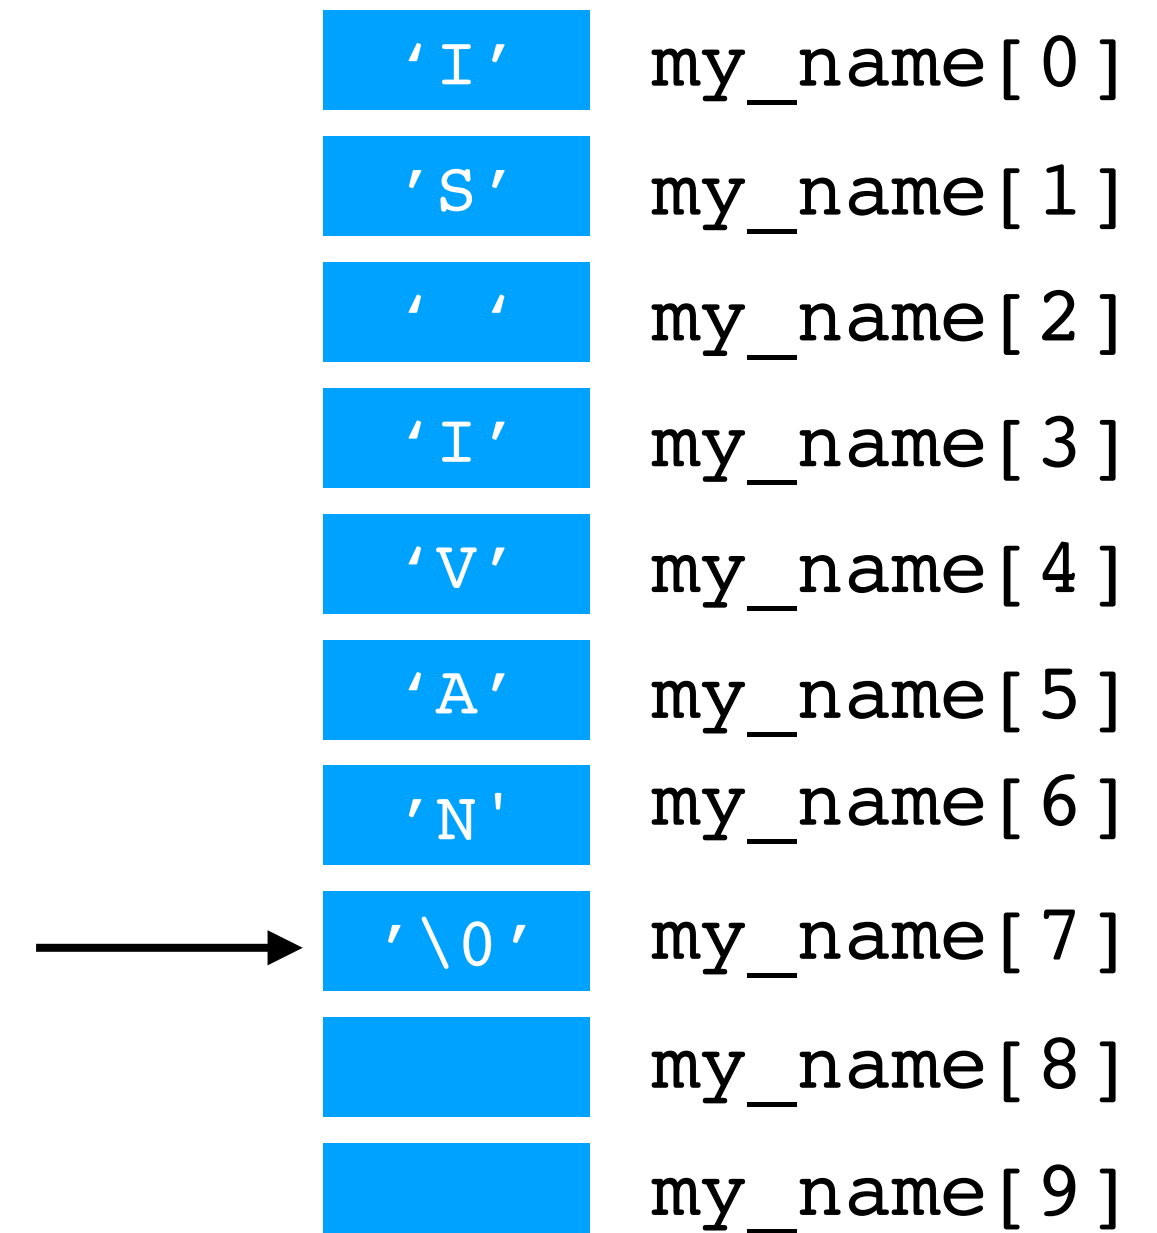 ‘I’ my_name[0]
’S’ my_name[1]
‘ ‘ my_name[2]
‘I’ my_name[3]
‘V’ my_name[4]
‘A’ my_name[5]
’N' my_name[6]
’\0’ my_name[7]
my_name[8]
my_name[9]